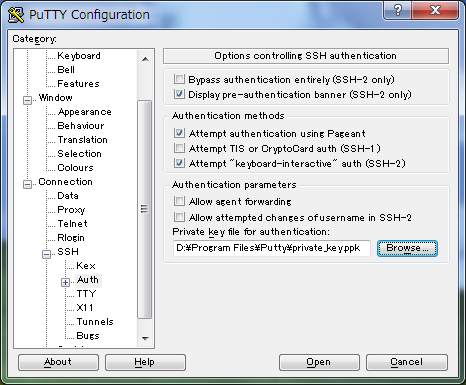 PuTTY Configuration
?
Category:
Keyboard
Bell
Features
Window
Appearance
Behaviour
Translation
Selection
Colours
Connection
Data
Proxy
Telnet
Rlogin
SSH
Kex
Auth
TTY
X11
Tunnels
Bugs
Options controlling SSH authentication
Bypass authentication entirely (SSH-2 only)
Display pre-authentication banner (SSH-2 only)
Authentication methods
Attempt authentication using Pageant
Attempt TIS or CryptoCard auth (SSH-1)
Attempt "keyboard-interactive" auth (SSH-2)
Authentication parameters
Allow agent forwarding
Allow attempted changes of username in SSH-2
Private key file for authentication:
D:¥Program Files¥Putty¥private_key.ppk
Browse...
About
Help
Open
Cancel